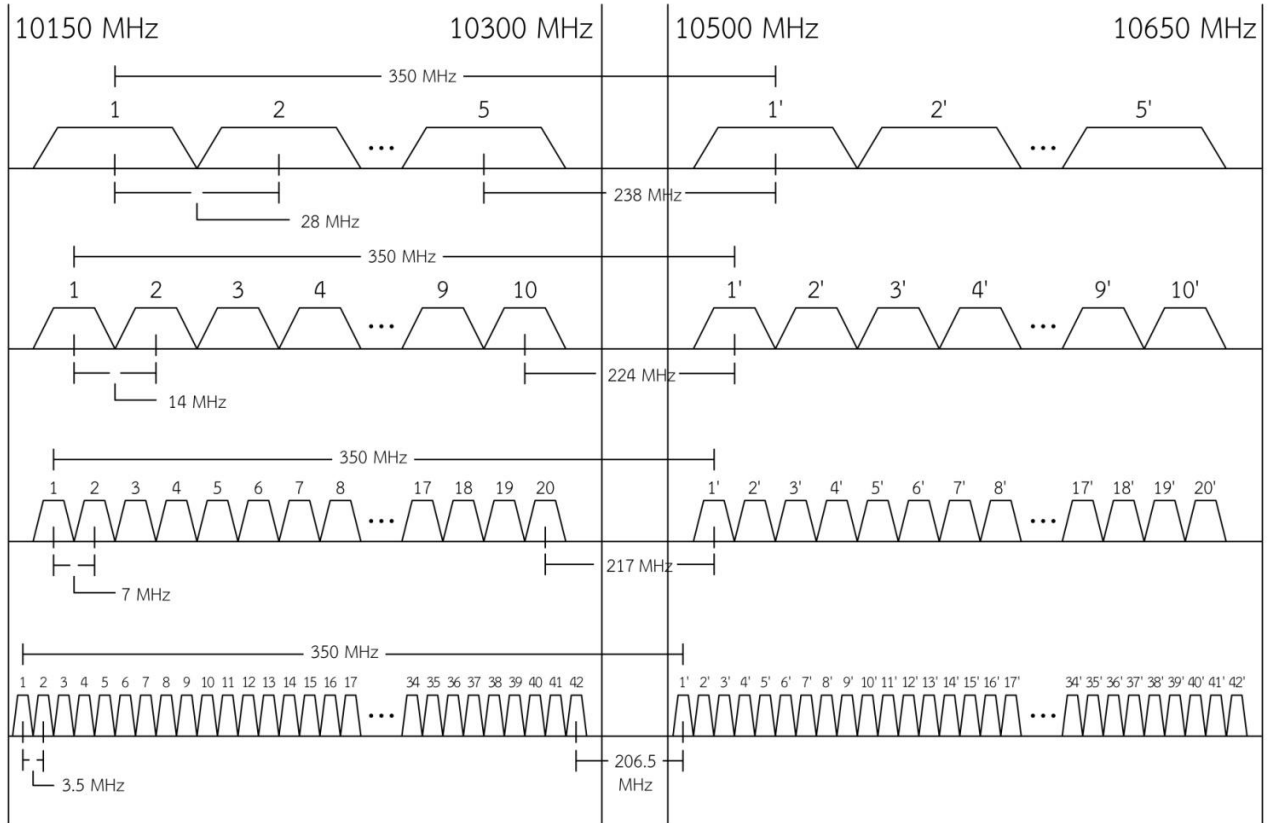 10150 MHz 10300 MHz 10500 MHz 10650 MHz
350 MHz
1 2 5 1' 2' 5'
... ...
238 MHz
28 MHz
350 MHz
1 2 3 4 9 10 1' 2' 3' 4' 9' 10'
... ...
224 MHz
14 MHz
350 MHz
1 2 3 4 5 6 7 8 17 18 19 20 1' 2' 3' 4' 5' 6' 7' 8' 17' 18' 19' 20'
... ...
217 MHz
7 MHz
350 MHz
1 2 3 4 5 6 7 8 9 10 11 12 13 14 15 16 17 34 35 36 37 38 39 40 41 42 1' 2' 3' 4' 5' 6' 7' 8' 9' 10' 11' 12' 13' 14' 15' 16' 17' 34' 35' 36' 37' 38' 39' 40' 41' 42'
... ...
206.5
3.5 MHz MHz